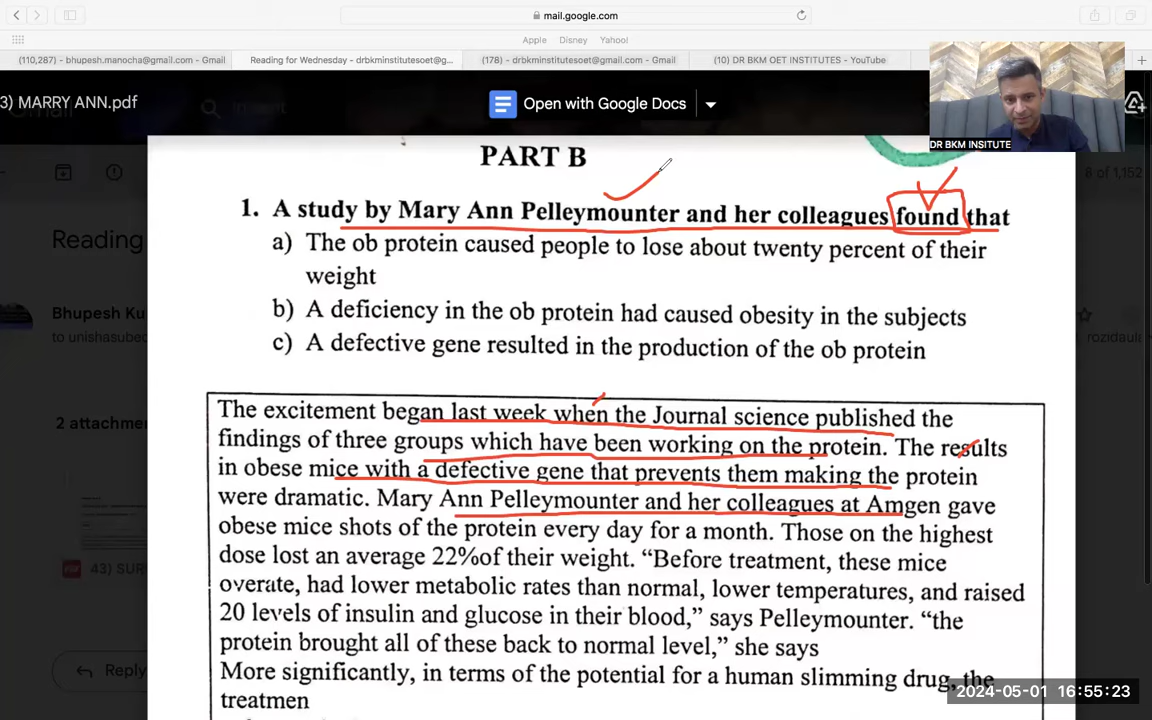 mail.google.com
Apple Disney Yahoo!
(110,287) - bhupesh.manocha@gmail.com - Gmail
Reading for Wednesday - drbkminstitutesoet@g...
(178) - drbkminstitutesoet@gmail.com - Gmail
(10) DR BKM OET INSTITUTES - YouTube
3) MARRY ANN.pdf
Open with Google Docs
DR BKM INSITUTE
8 of 1,152
Reading
Bhupesh Ku
to unishasubec
rozidaul
2 attachmen
43) SUR
Reply
PART B
1. A study by Mary Ann Pelleymounter and her colleagues found that
a) The ob protein caused people to lose about twenty percent of their
weight
b) A deficiency in the ob protein had caused obesity in the subjects
c) A defective gene resulted in the production of the ob protein
The excitement began last week when the Journal science published the
findings of three groups which have been working on the protein. The results
in obese mice with a defective gene that prevents them making the protein
were dramatic. Mary Ann Pelleymounter and her colleagues at Amgen gave
obese mice shots of the protein every day for a month. Those on the highest
dose lost an average 22%of their weight. “Before treatment, these mice
overate, had lower metabolic rates than normal, lower temperatures, and raised
20 levels of insulin and glucose in their blood,” says Pelleymounter. “the
protein brought all of these back to normal level,” she says
More significantly, in terms of the potential for a human slimming drug, the
treatmen
2024-05-01 16:55:23